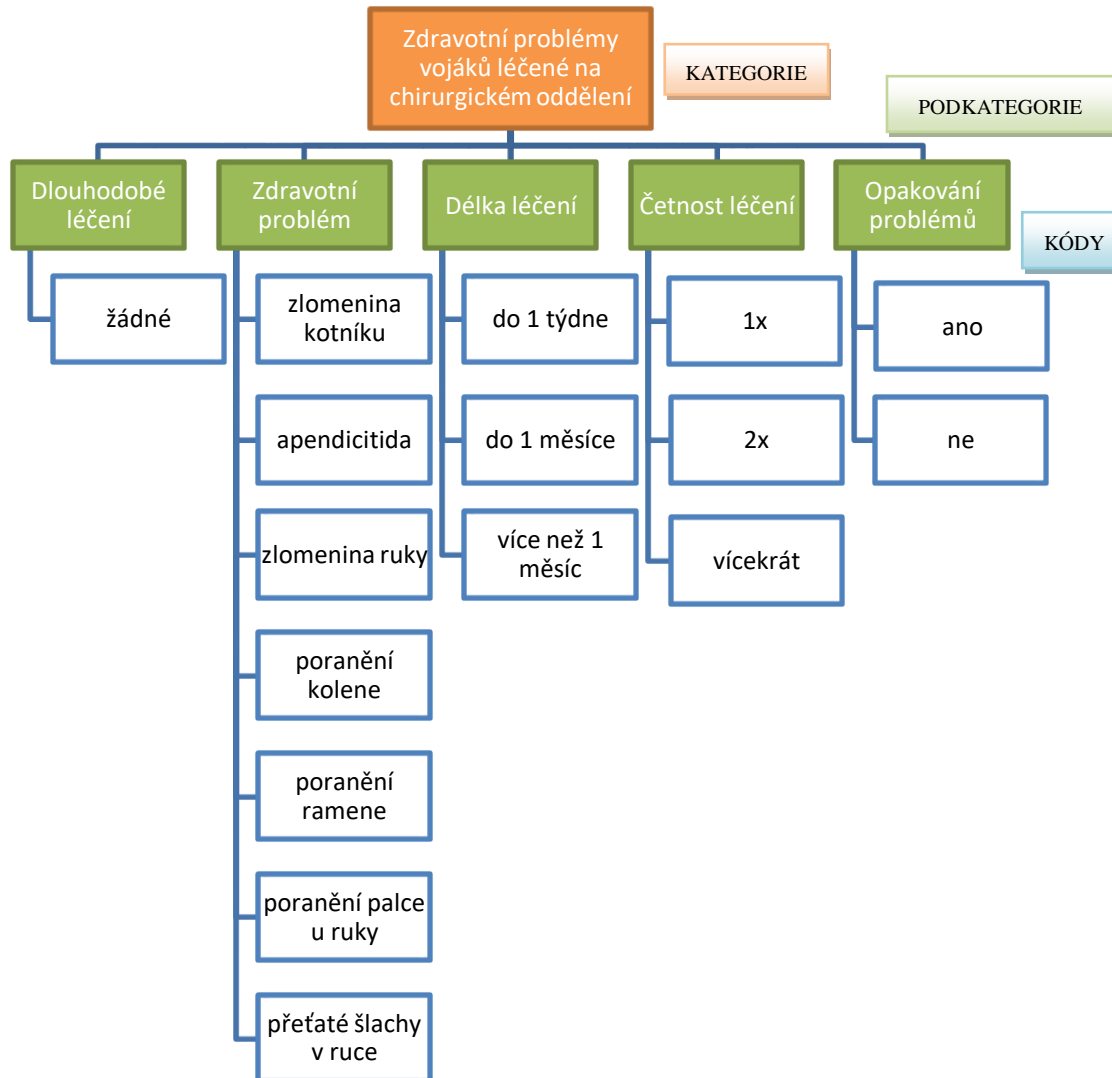 Zdravotní problémy
vojáků léčené na
chirurgickém oddělení
KATEGORIE
PODKATEGORIE
Dlouhodobé
léčení
Zdravotní
problém
Délka léčení
Četnost léčení
Opakování
problémů
KÓDY
žádné
zlomenina
kotníku
apendicitida
zlomenina ruky
poranění
kolene
poranění
ramene
poranění palce
u ruky
přeťaté šlachy
v ruce
do 1 týdne
do 1 měsíce
více než 1
měsíc
1x
2x
vícekrát
ano
ne